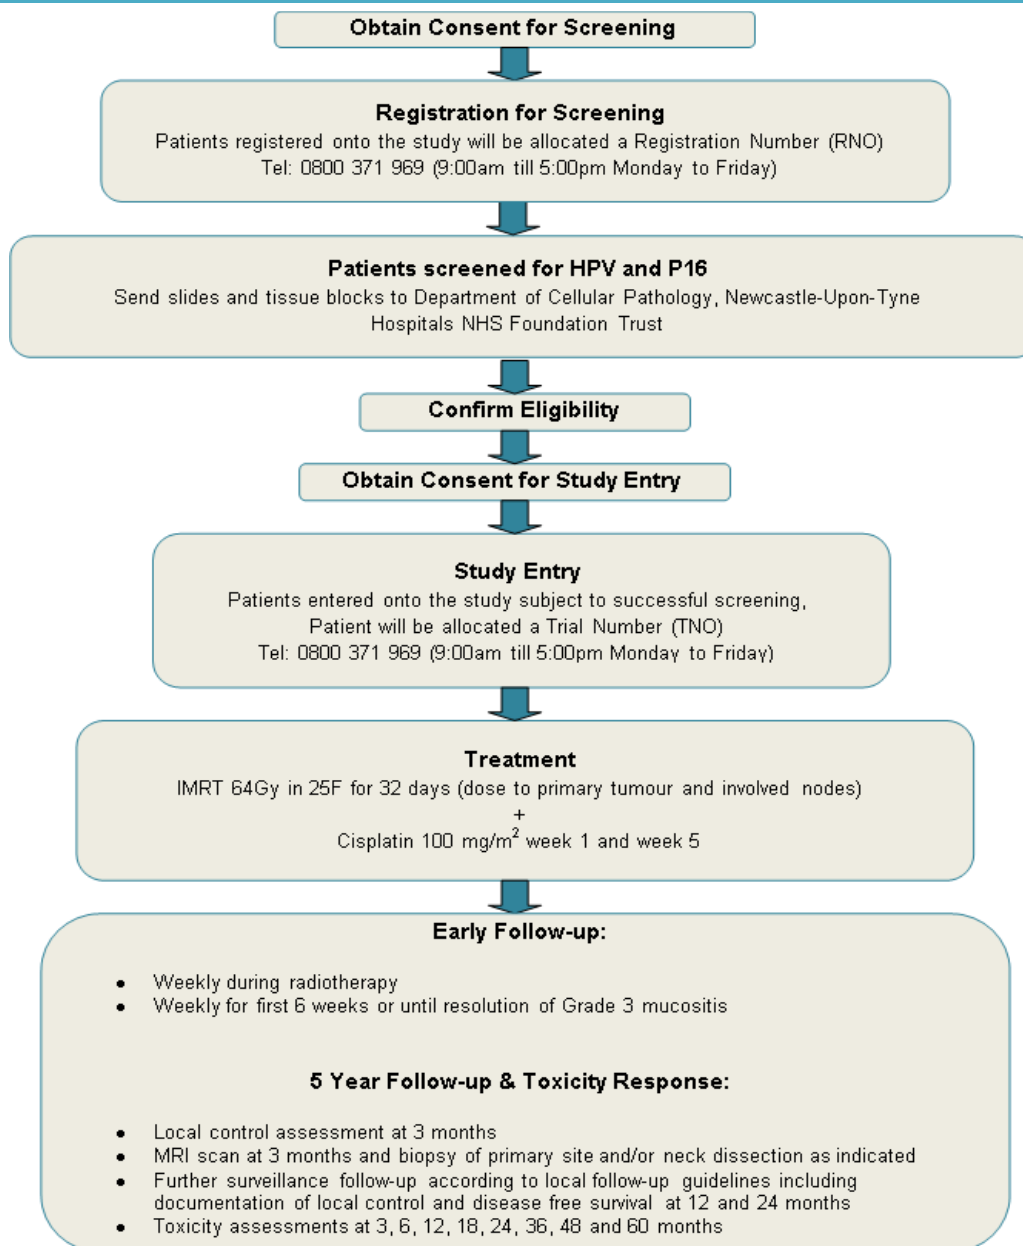 Obtain Consent for Screening
Registration for Screening
Patients registered onto the study will be allocated a Registration Number (RNO)
Tel: 0800 371 969 (9:00am till 5:00pm Monday to Friday)
Patients screened for HPV and P16
Send slides and tissue blocks to Department of Cellular Pathology, Newcastle-Upon-Tyne
Hospitals NHS Foundation Trust
Confirm Eligibility
Obtain Consent for Study Entry
Study Entry
Patients entered onto the study subject to successful screening,
Patient will be allocated a Trial Number (TNO)
Tel: 0800 371 969 (9:00am till 5:00pm Monday to Friday)
Treatment
IMRT 64Gy in 25F for 32 days (dose to primary tumour and involved nodes)
+
Cisplatin 100 mg/m² week 1 and week 5
Early Follow-up:
• Weekly during radiotherapy
• Weekly for first 6 weeks or until resolution of Grade 3 mucositis
5 Year Follow-up & Toxicity Response:
• Local control assessment at 3 months
• MRI scan at 3 months and biopsy of primary site and/or neck dissection as indicated
• Further surveillance follow-up according to local follow-up guidelines including
documentation of local control and disease free survival at 12 and 24 months
• Toxicity assessments at 3, 6, 12, 18, 24, 36, 48 and 60 months